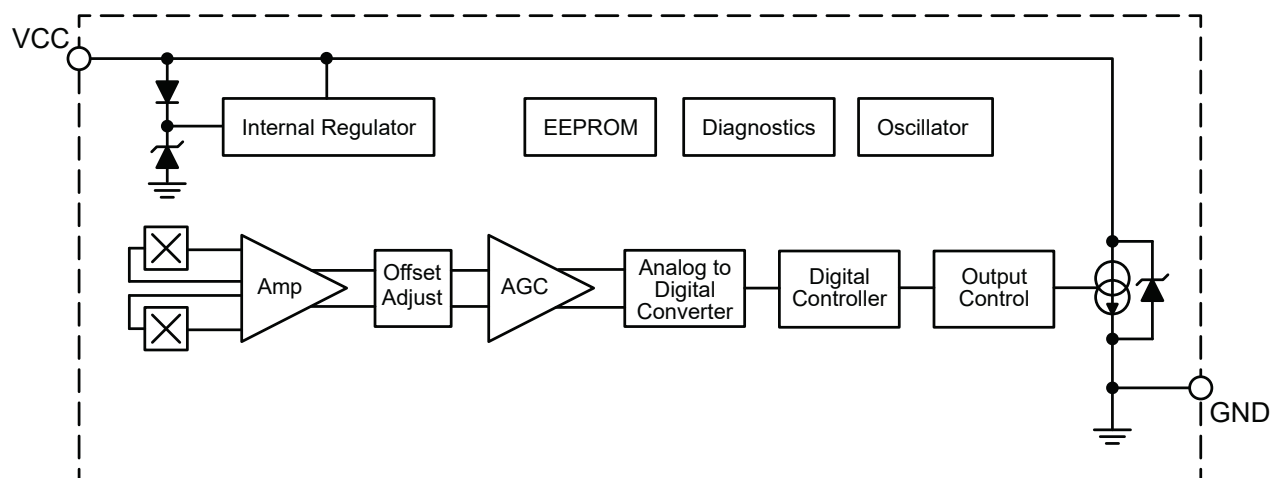 VCC
Internal Regulator
EEPROM
Diagnostics
Oscillator
Amp
Offset
Adjust
AGC
Analog to
Digital
Converter
Digital
Controller
Output
Control
GND